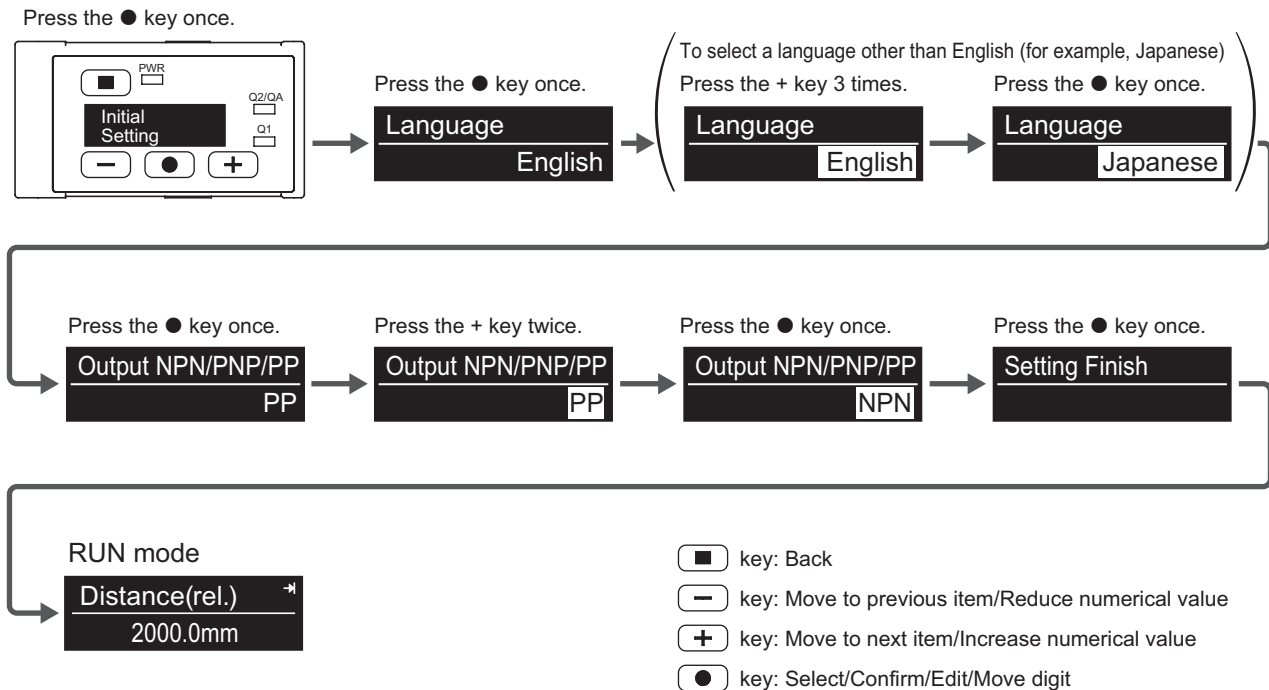 Press the ● key once.
PWR
Q2/QA
Initial
Setting
Q1
− ● +
Press the ● key once.
Language
English
To select a language other than English (for example, Japanese)
Press the + key 3 times.
Language
English
Press the ● key once.
Language
Japanese
Press the ● key once.
Output NPN/PNP/PP
PP
Press the + key twice.
Output NPN/PNP/PP
PP
Press the ● key once.
Output NPN/PNP/PP
NPN
Press the ● key once.
Setting Finish
RUN mode
Distance(rel.)
2000.0mm
■ key: Back
− key: Move to previous item/Reduce numerical value
+ key: Move to next item/Increase numerical value
● key: Select/Confirm/Edit/Move digit